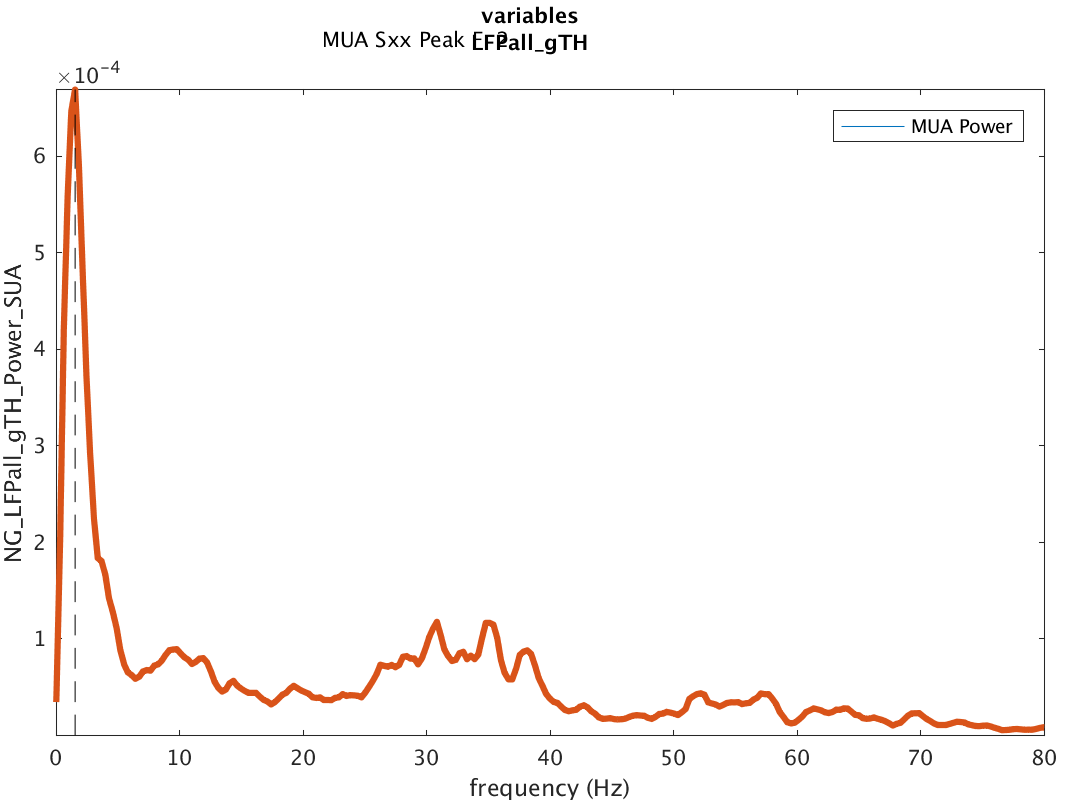 variables
MUA Sxx Peak
LFPall_gTH
×10⁻⁴
MUA Power
6
5
4
3
2
1
NG_LFPall_gTH_Power_SUA
0 10 20 30 40 50 60 70 80
frequency (Hz)